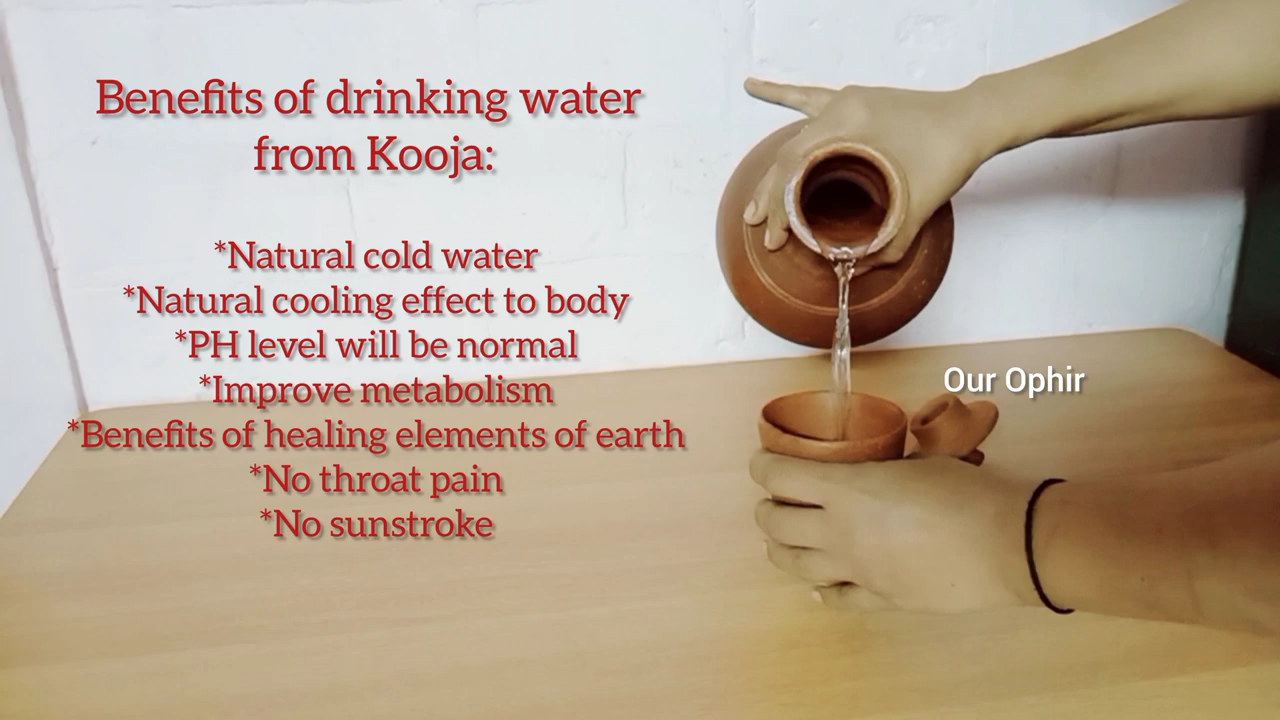 Benefits of drinking water
from Kooja:
*Natural cold water
*Natural cooling effect to body
*PH level will be normal
*Improve metabolism
*Benefits of healing elements of earth
*No throat pain
*No sunstroke
Our Ophir